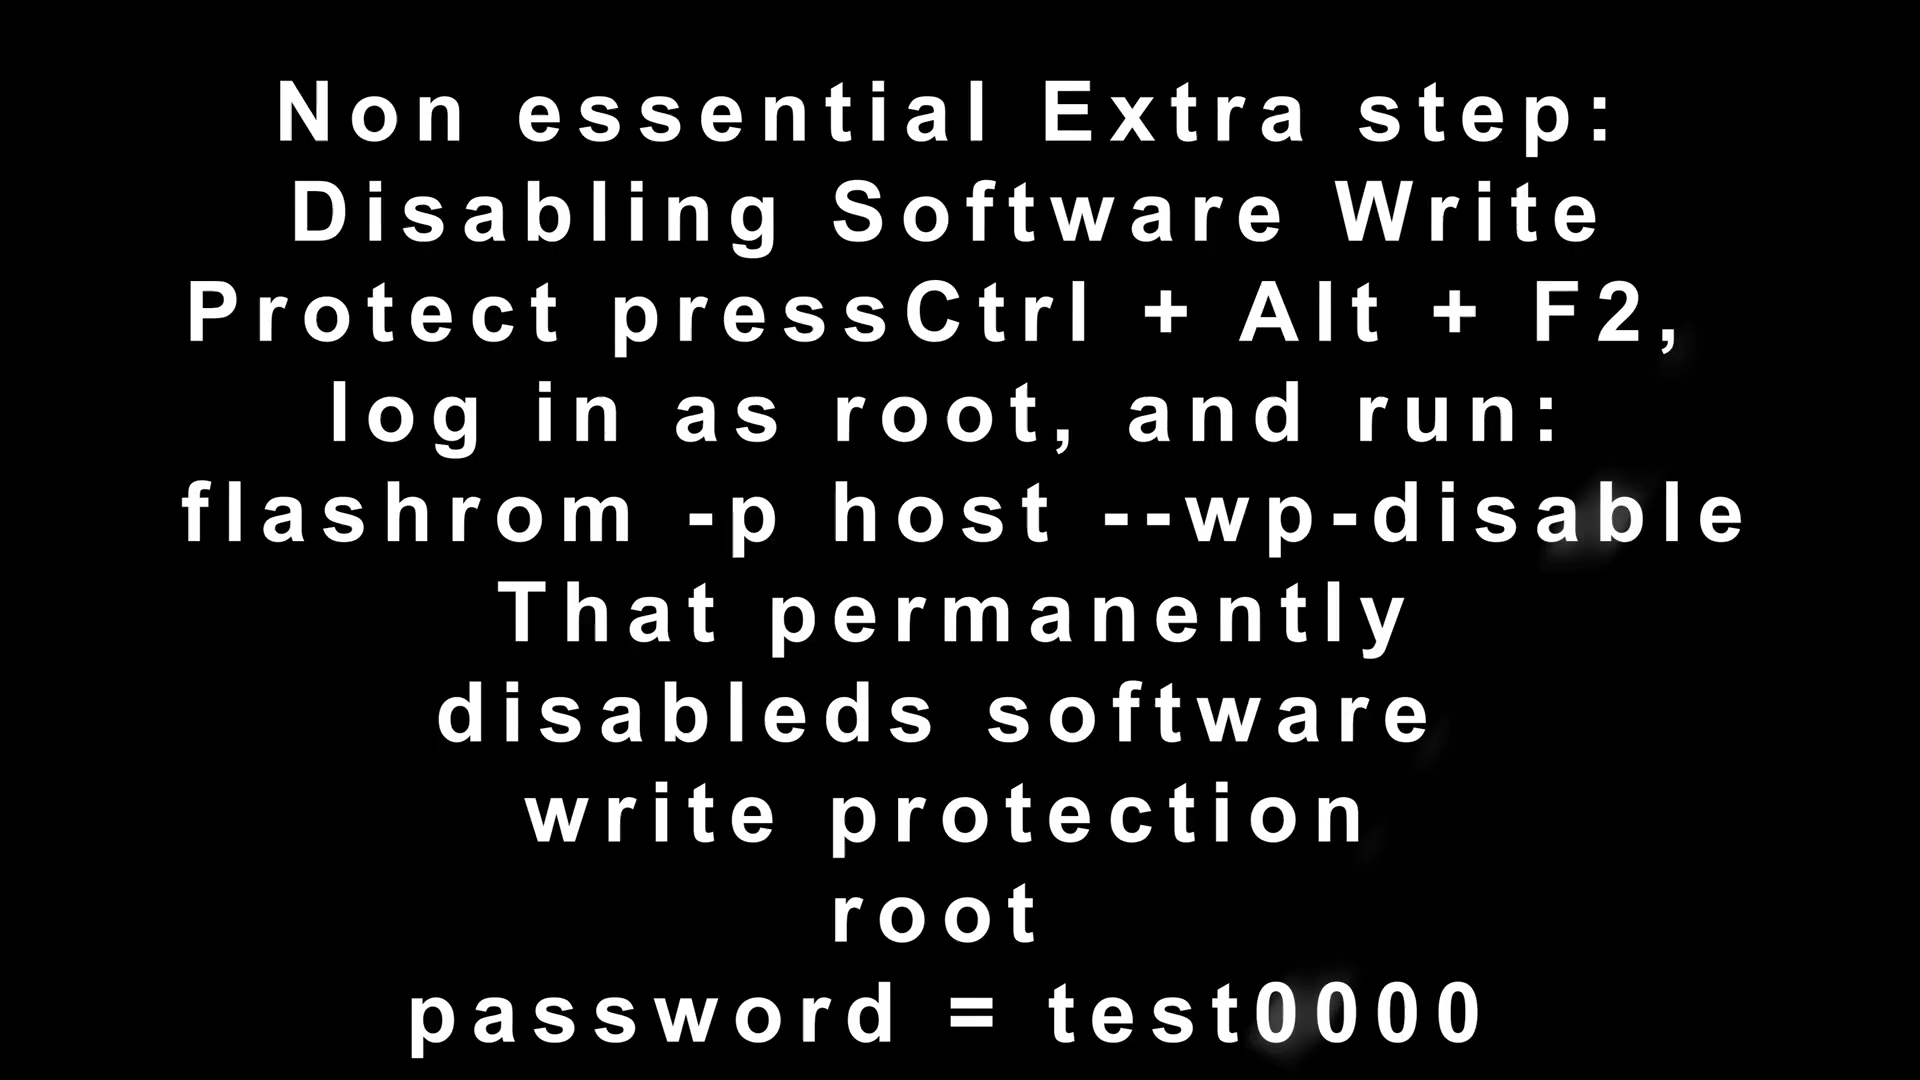 Non essential Extra step:
Disabling Software Write
Protect pressCtrl + Alt + F2,
log in as root, and run:
flashrom -p host --wp-disable
That permanently
disableds software
write protection
root
password = test0000